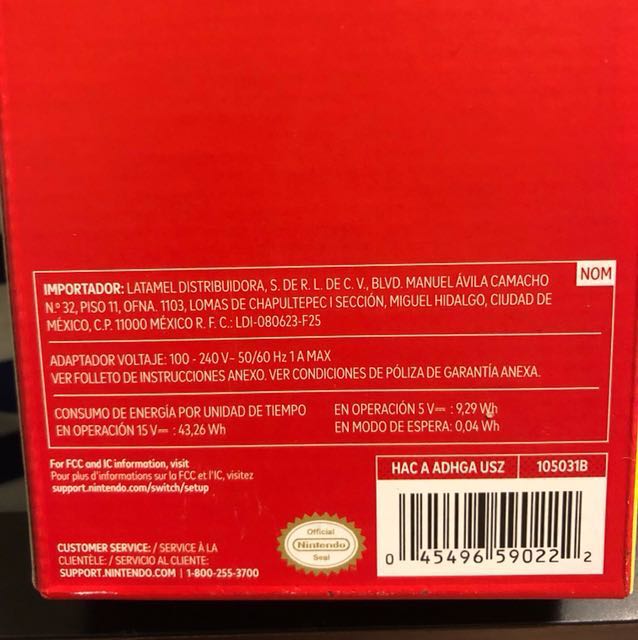 NOM
IMPORTADOR: LATAMEL DISTRIBUIDORA, S. DE R. L. DE C. V., BLVD. MANUEL ÁVILA CAMACHO
N.º 32, PISO 11, OFNA. 1103, LOMAS DE CHAPULTEPEC I SECCIÓN, MIGUEL HIDALGO, CIUDAD DE
MÉXICO, C.P. 11000 MÉXICO R. F. C.: LDI-080623-F25
ADAPTADOR VOLTAJE: 100 - 240 V~ 50/60 Hz 1 A MAX
VER FOLLETO DE INSTRUCCIONES ANEXO. VER CONDICIONES DE PÓLIZA DE GARANTÍA ANEXA.
CONSUMO DE ENERGÍA POR UNIDAD DE TIEMPO
EN OPERACIÓN 15 V⎓ : 43,26 Wh
EN OPERACIÓN 5 V⎓ : 9,29 Wh
EN MODO DE ESPERA: 0,04 Wh
For FCC and IC information, visit
Pour plus d'informations sur la FCC et l'IC, visitez
support.nintendo.com/switch/setup
HAC A ADHGA USZ
105031B
0 45496 59022 2
Official
Nintendo
Seal
CUSTOMER SERVICE: / SERVICE À LA
CLIENTÈLE: / SERVICIO AL CLIENTE:
SUPPORT.NINTENDO.COM | 1-800-255-3700